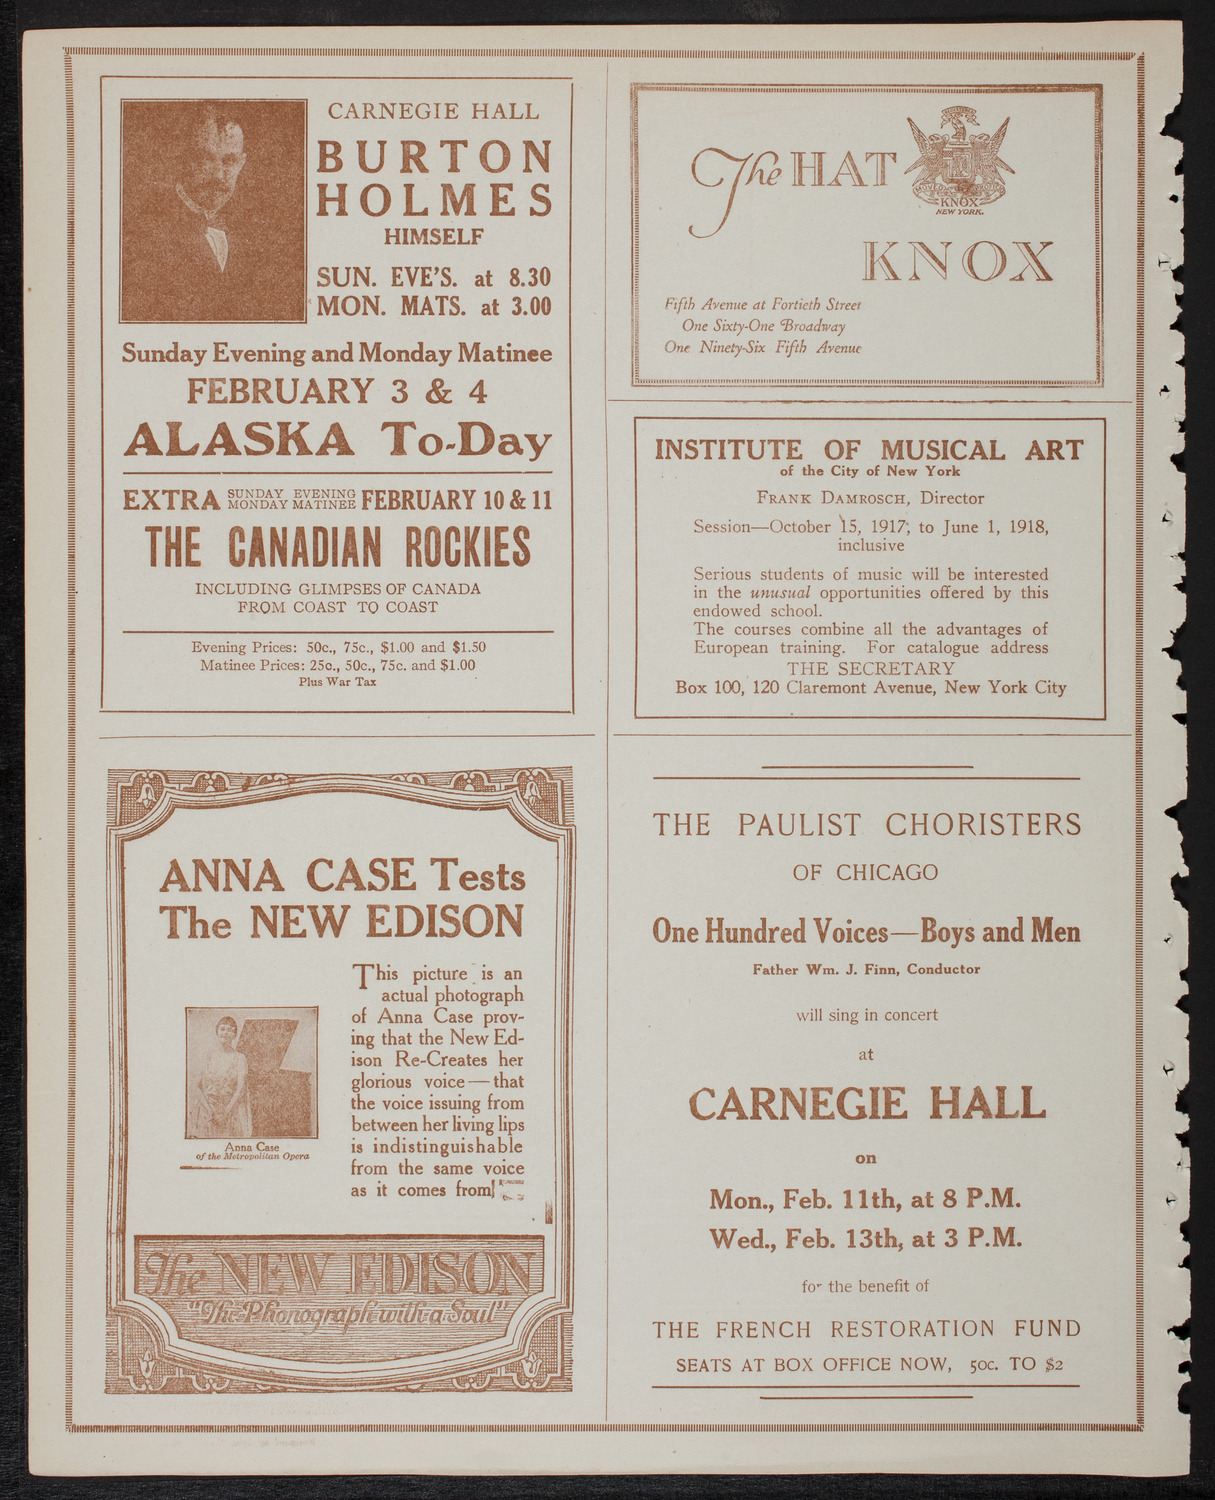 CARNEGIE HALL
BURTON
HOLMES
HIMSELF
SUN. EVE'S. at 8.30
MON. MATS. at 3.00
Sunday Evening and Monday Matinee
FEBRUARY 3 & 4
ALASKA To-Day
EXTRA SUNDAY EVENING MONDAY MATINEE FEBRUARY 10 & 11
THE CANADIAN ROCKIES
INCLUDING GLIMPSES OF CANADA
FROM COAST TO COAST
Evening Prices: 50c., 75c., $1.00 and $1.50
Matinee Prices: 25c., 50c., 75c. and $1.00
Plus War Tax
ANNA CASE Tests
The NEW EDISON
This picture is an
actual photograph
of Anna Case prov-
ing that the New Ed-
ison Re-Creates her
glorious voice—that
the voice issuing from
between her living lips
is indistinguishable
from the same voice
as it comes from
Anna Case
of the Metropolitan Opera
The NEW EDISON
"The Phonograph with a Soul"
The HAT
KNOX
NEW YORK.
KNOX
Fifth Avenue at Fortieth Street
One Sixty-One Broadway
One Ninety-Six Fifth Avenue
INSTITUTE OF MUSICAL ART
of the City of New York
FRANK DAMROSCH, Director
Session—October 15, 1917, to June 1, 1918,
inclusive
Serious students of music will be interested
in the unusual opportunities offered by this
endowed school.
The courses combine all the advantages of
European training. For catalogue address
THE SECRETARY
Box 100, 120 Claremont Avenue, New York City
THE PAULIST CHORISTERS
OF CHICAGO
One Hundred Voices—Boys and Men
Father Wm. J. Finn, Conductor
will sing in concert
at
CARNEGIE HALL
on
Mon., Feb. 11th, at 8 P.M.
Wed., Feb. 13th, at 3 P.M.
for the benefit of
THE FRENCH RESTORATION FUND
SEATS AT BOX OFFICE NOW, 50C. TO $2